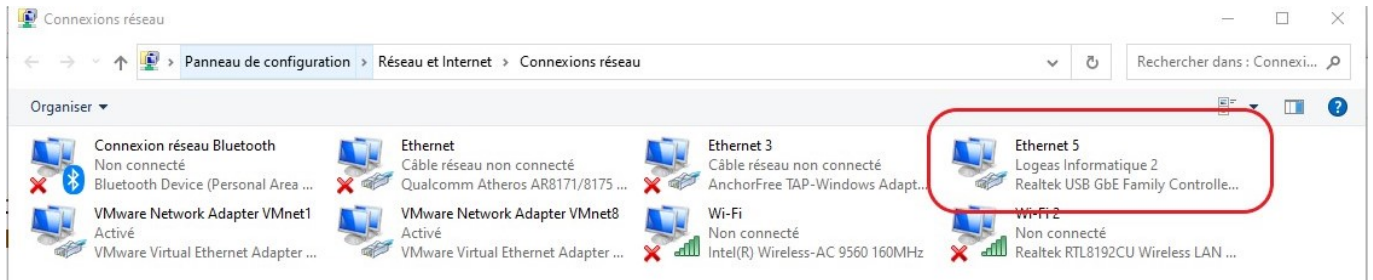 Connexions réseau
Panneau de configuration > Réseau et Internet > Connexions réseau
Rechercher dans : Connexi...
Organiser
Connexion réseau Bluetooth
Non connecté
Bluetooth Device (Personal Area ...
Ethernet
Câble réseau non connecté
Qualcomm Atheros AR8171/8175 ...
Ethernet 3
Câble réseau non connecté
AnchorFree TAP-Windows Adapt...
Ethernet 5
Logeas Informatique 2
Realtek USB GbE Family Controlle...
VMware Network Adapter VMnet1
Activé
VMware Virtual Ethernet Adapter ...
VMware Network Adapter VMnet8
Activé
VMware Virtual Ethernet Adapter ...
Wi-Fi
Non connecté
Intel(R) Wireless-AC 9560 160MHz
Wi-Fi 2
Non connecté
Realtek RTL8192CU Wireless LAN ...